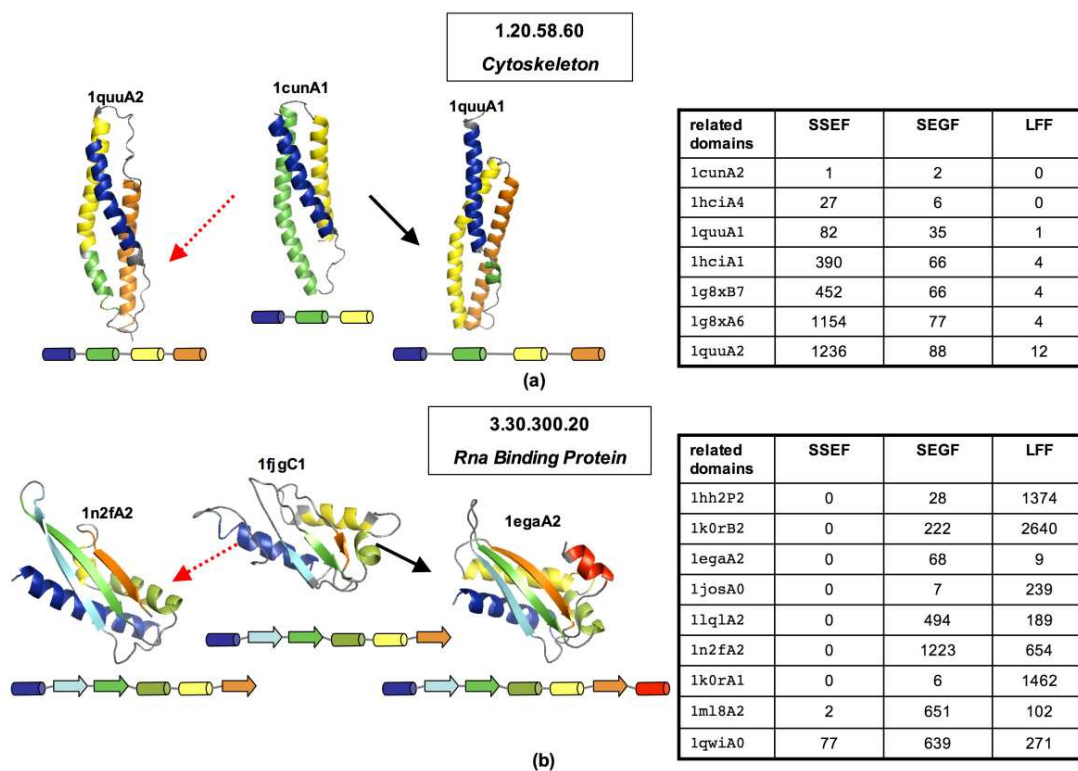 (a)
1.20.58.60
Cytoskeleton
1quuA2
1cunA1
1quuA1
related domains SSEF SEGF LFF
1cunA2 1 2 0
1hciA4 27 6 0
1quuA1 82 35 1
1hciA1 390 66 4
1g8xB7 452 66 4
1g8xA6 1154 77 4
1quuA2 1236 88 12
(a)
3.30.300.20
Rna Binding Protein
1fjgC1
1n2fA2
1egaA2
related domains SSEF SEGF LFF
1hh2P2 0 28 1374
1k0rB2 0 222 2640
1egaA2 0 68 9
1josA0 0 7 239
1lqlA2 0 494 189
1n2fA2 0 1223 654
1k0rA1 0 6 1462
1ml8A2 2 651 102
1qwiA0 77 639 271
(b)